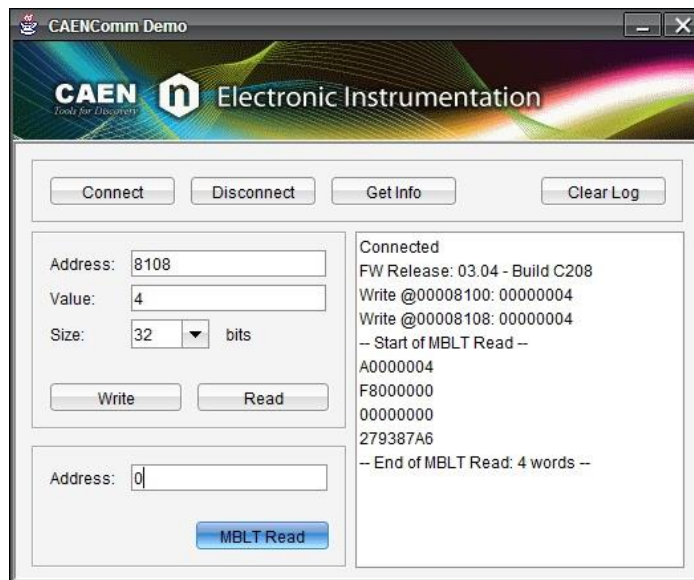 CAENComm Demo
CAEN n Electronic Instrumentation
Tools for Discovery
Connect Disconnect Get Info Clear Log
Address: 8108
Value: 4
Size: 32 bits
Write Read
Address: 0
MBLT Read
Connected
FW Release: 03.04 - Build C208
Write @00008100: 00000004
Write @00008108: 00000004
-- Start of MBLT Read --
A0000004
F8000000
00000000
279387A6
-- End of MBLT Read: 4 words --